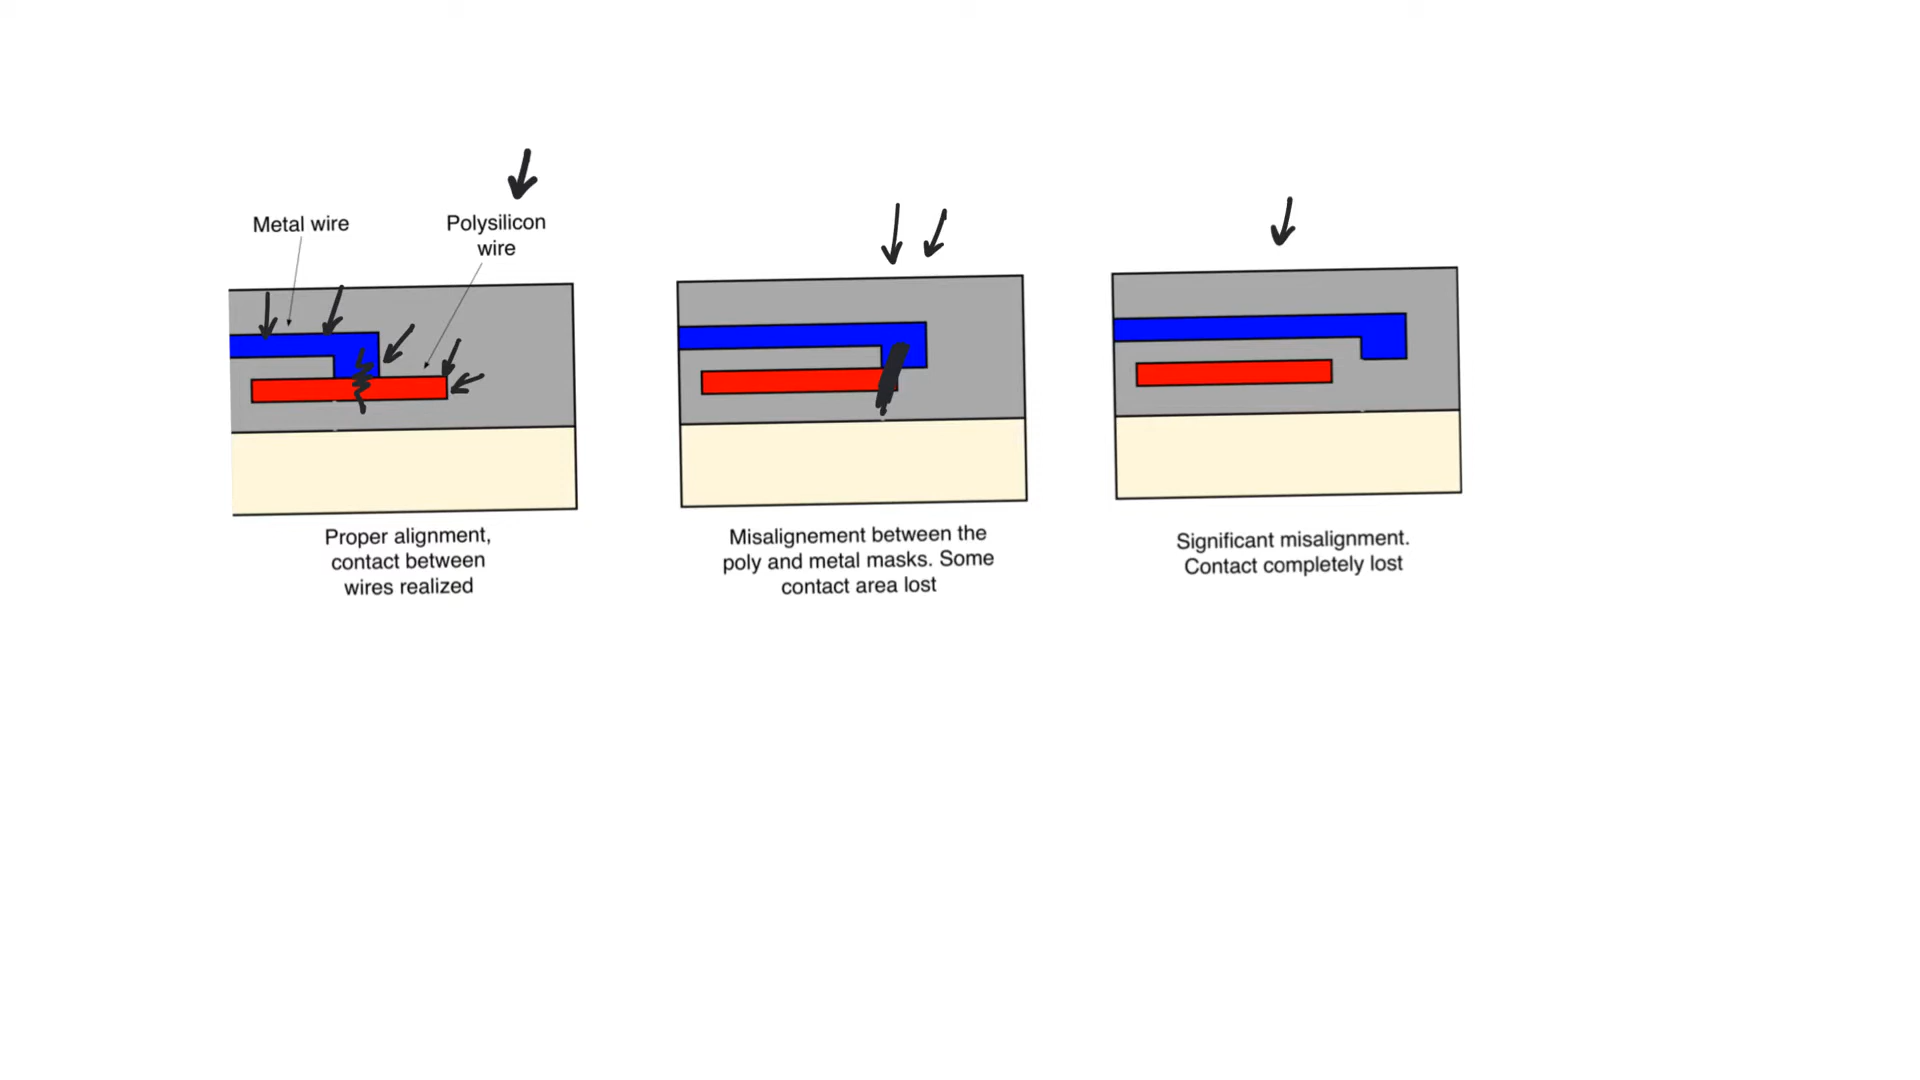 Metal wire
Polysilicon
wire
Proper alignment,
contact between
wires realized
Misalignement between the
poly and metal masks. Some
contact area lost
Significant misalignment.
Contact completely lost